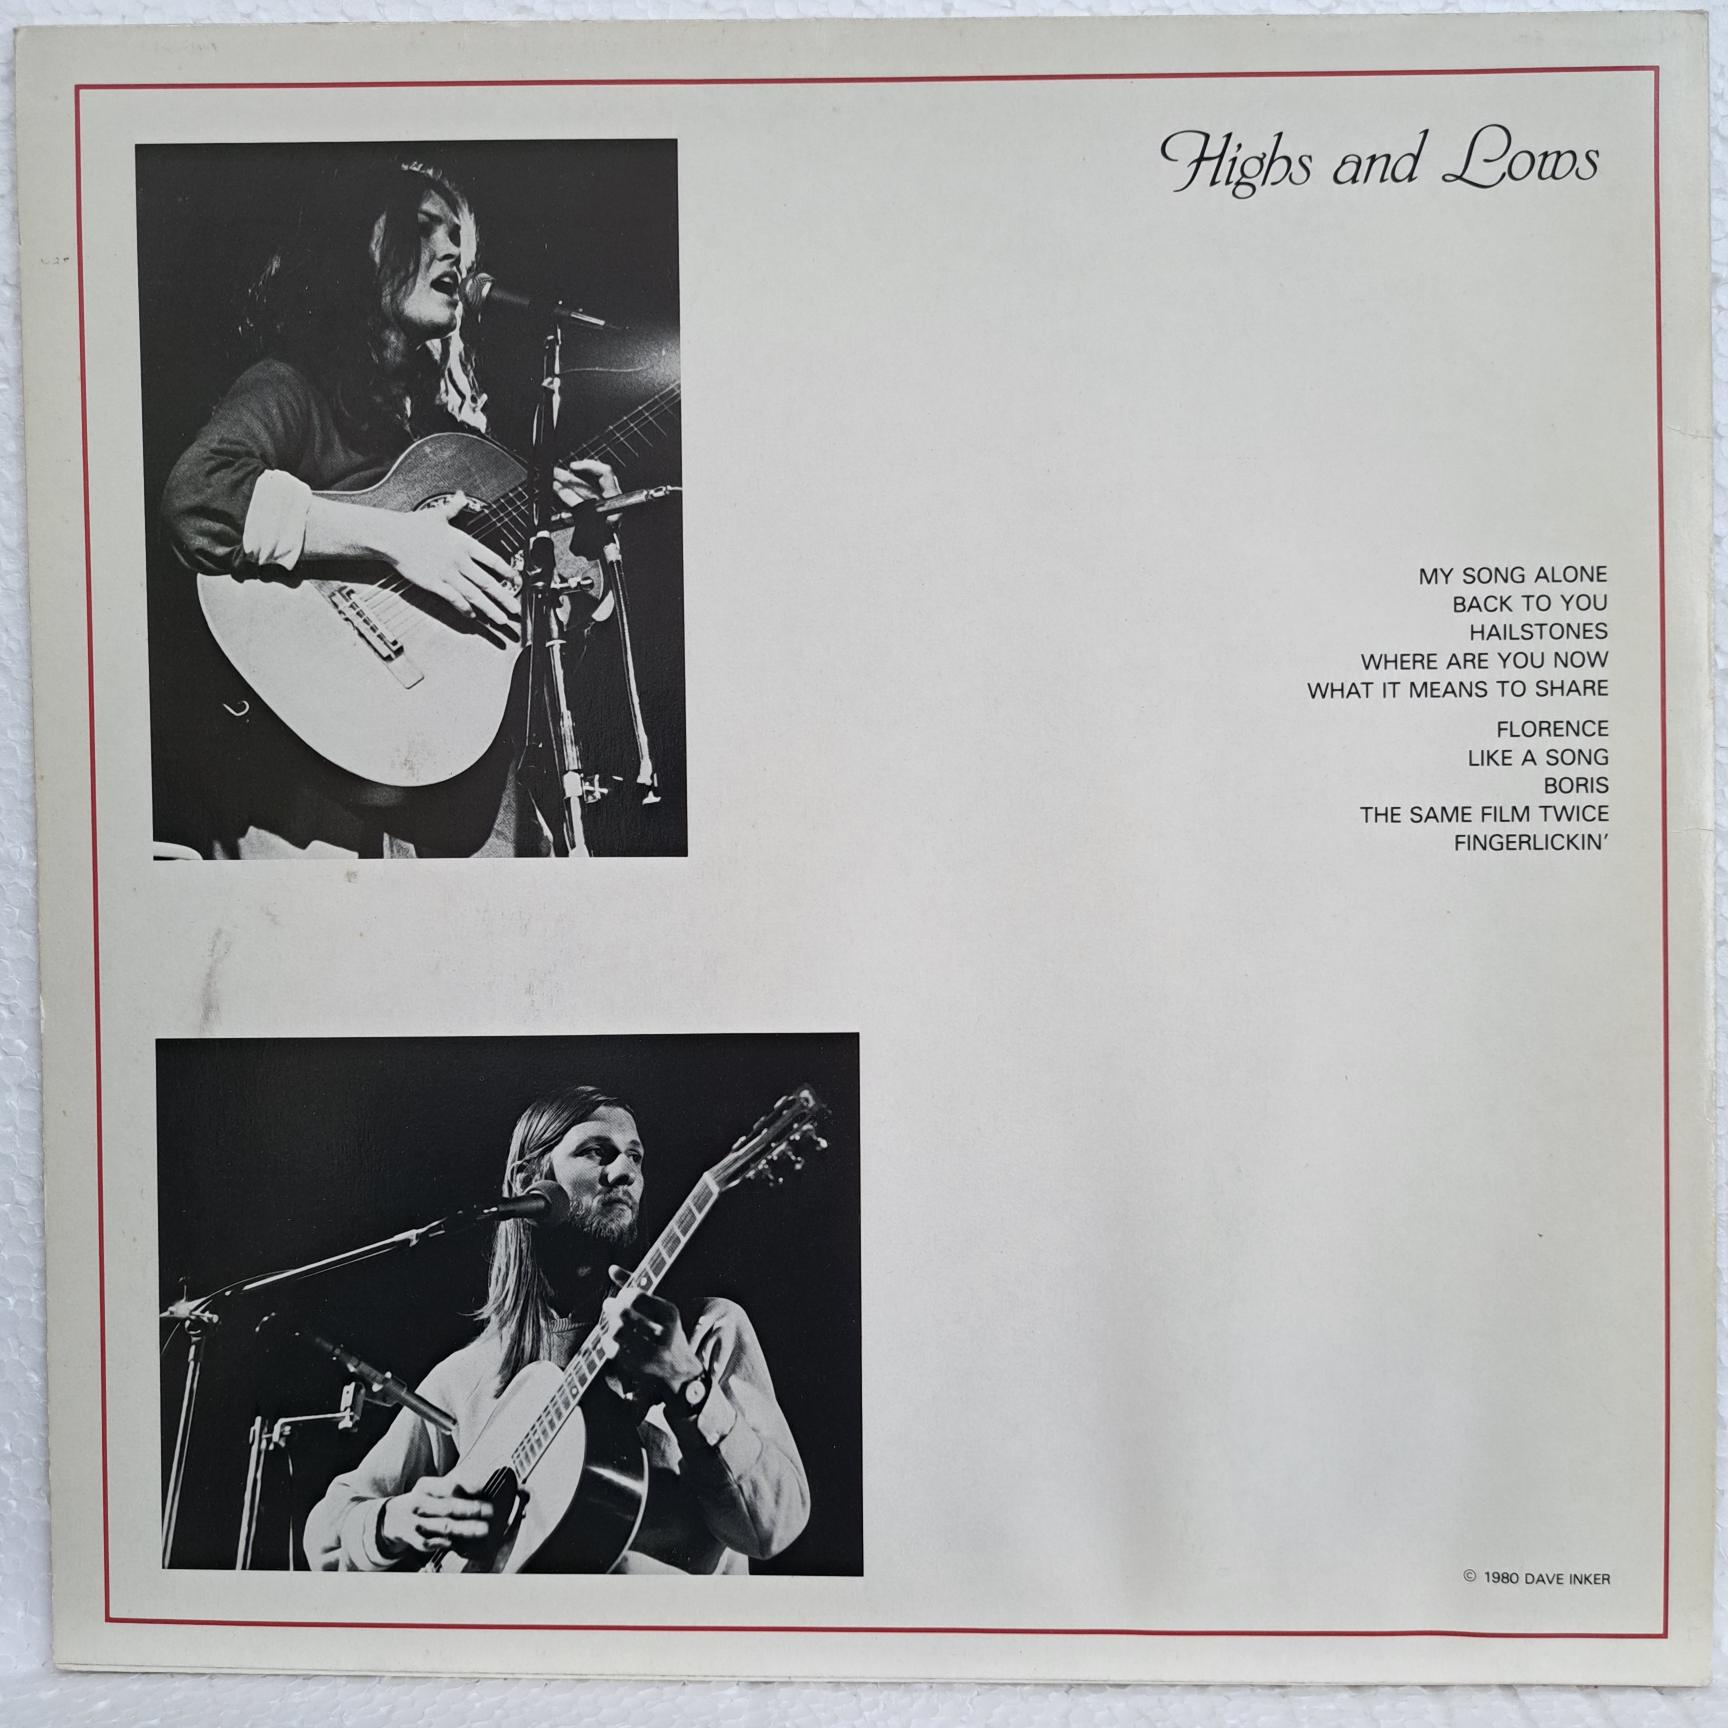 Highs and Lows
MY SONG ALONE
BACK TO YOU
HAILSTONES
WHERE ARE YOU NOW
WHAT IT MEANS TO SHARE
FLORENCE
LIKE A SONG
BORIS
THE SAME FILM TWICE
FINGERLICKIN'
© 1980 DAVE INKER